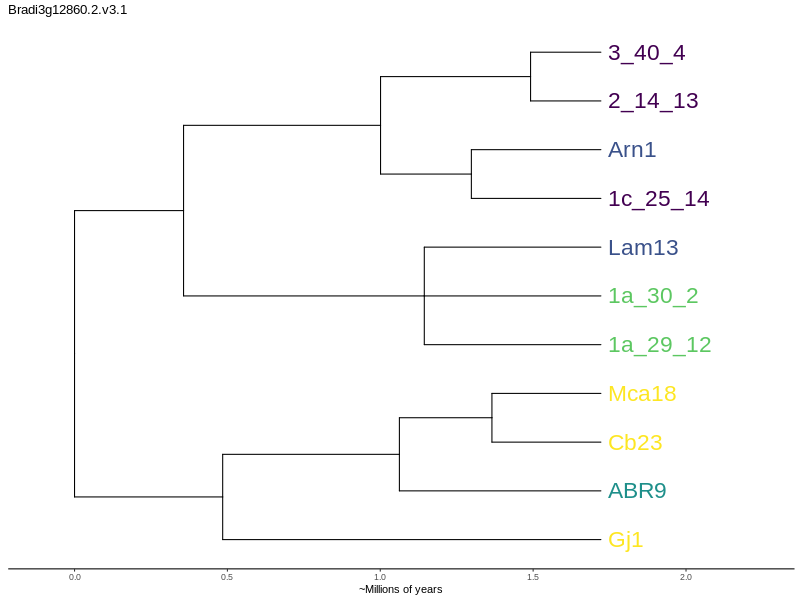 Bradi3g12860.2.v3.1
3_40_4
2_14_13
Arn1
1c_25_14
Lam13
1a_30_2
1a_29_12
Mca18
Cb23
ABR9
Gj1
0.0 0.5 1.0 1.5 2.0
~Millions of years